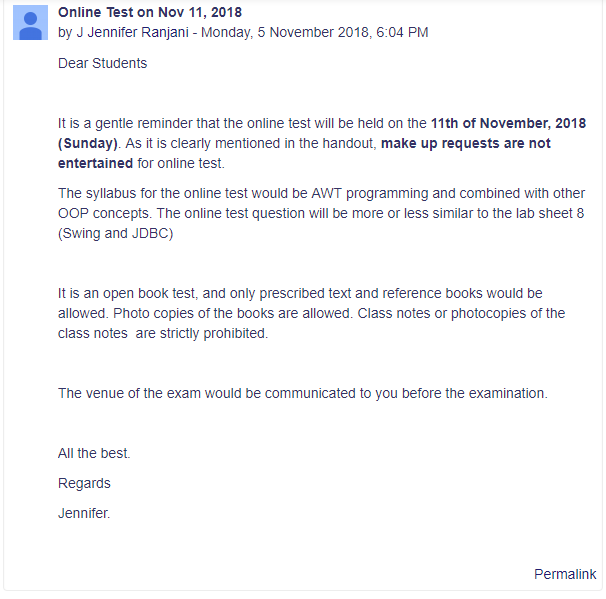 Online Test on Nov 11, 2018
by J Jennifer Ranjani - Monday, 5 November 2018, 6:04 PM
Dear Students
It is a gentle reminder that the online test will be held on the 11th of November, 2018
(Sunday). As it is clearly mentioned in the handout, make up requests are not
entertained for online test.
The syllabus for the online test would be AWT programming and combined with other
OOP concepts. The online test question will be more or less similar to the lab sheet 8
(Swing and JDBC)
It is an open book test, and only prescribed text and reference books would be
allowed. Photo copies of the books are allowed. Class notes or photocopies of the
class notes  are strictly prohibited.
The venue of the exam would be communicated to you before the examination.
All the best.
Regards
Jennifer.
Permalink